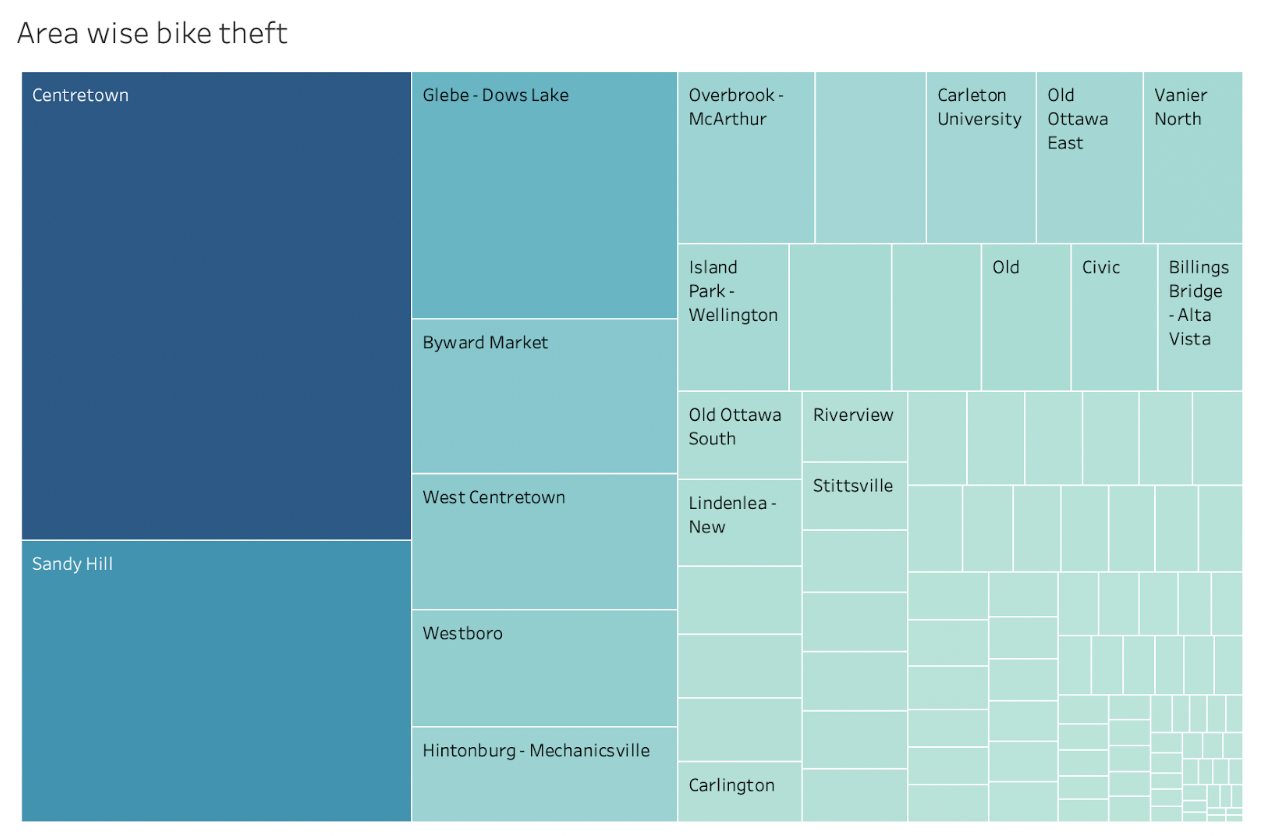 Area wise bike theft
Centretown
Sandy Hill
Glebe - Dows Lake
Byward Market
West Centretown
Westboro
Hintonburg - Mechanicsville
Overbrook -
McArthur
Carleton
University
Old
Ottawa
East
Vanier
North
Island
Park -
Wellington
Old
Civic
Billings
Bridge
- Alta
Vista
Old Ottawa
South
Lindenlea -
New
Carlington
Riverview
Stittsville